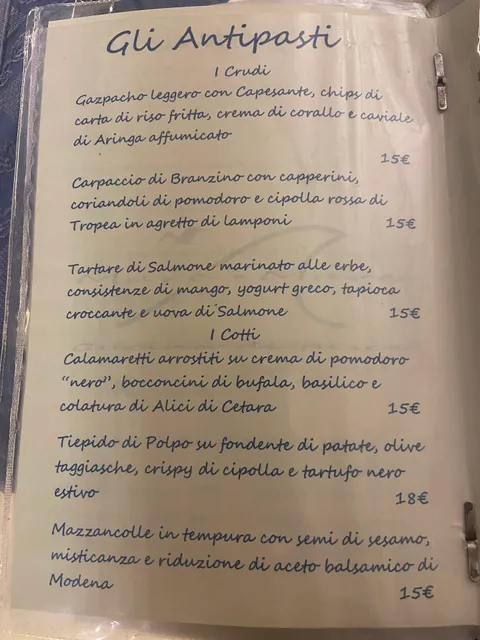 Gli Antipasti
I Crudi
Gazpacho leggero con Capesante, chips di
carta di riso fritta, crema di corallo e caviale
di Aringa affumicato
15€
Carpaccio di Branzino con capperini,
coriandoli di pomodoro e cipolla rossa di
Tropea in agretto di lamponi 15€
Tartare di Salmone marinato alle erbe,
consistenze di mango, yogurt greco, tapioca
croccante e uova di Salmone 15€
I Cotti
Calamaretti arrostiti su crema di pomodoro
“nero”, bocconcini di bufala, basilico e
colatura di Alici di Cetara 15€
Tiepido di Polpo su fondente di patate, olive
taggiasche, crispy di cipolla e tartufo nero
estivo 18€
Mazzancolle in tempura con semi di sesamo,
misticanza e riduzione di aceto balsamico di
Modena 15€